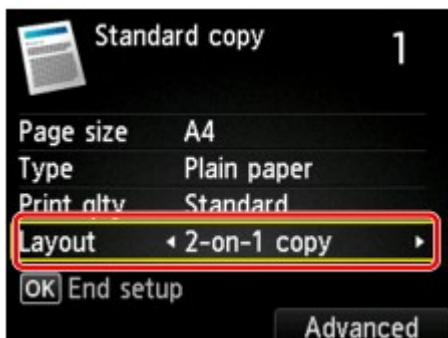 Standard copy 1
Page size A4
Type Plain paper
Print qlty Standard
Layout 2-on-1 copy
OK End setup
Advanced